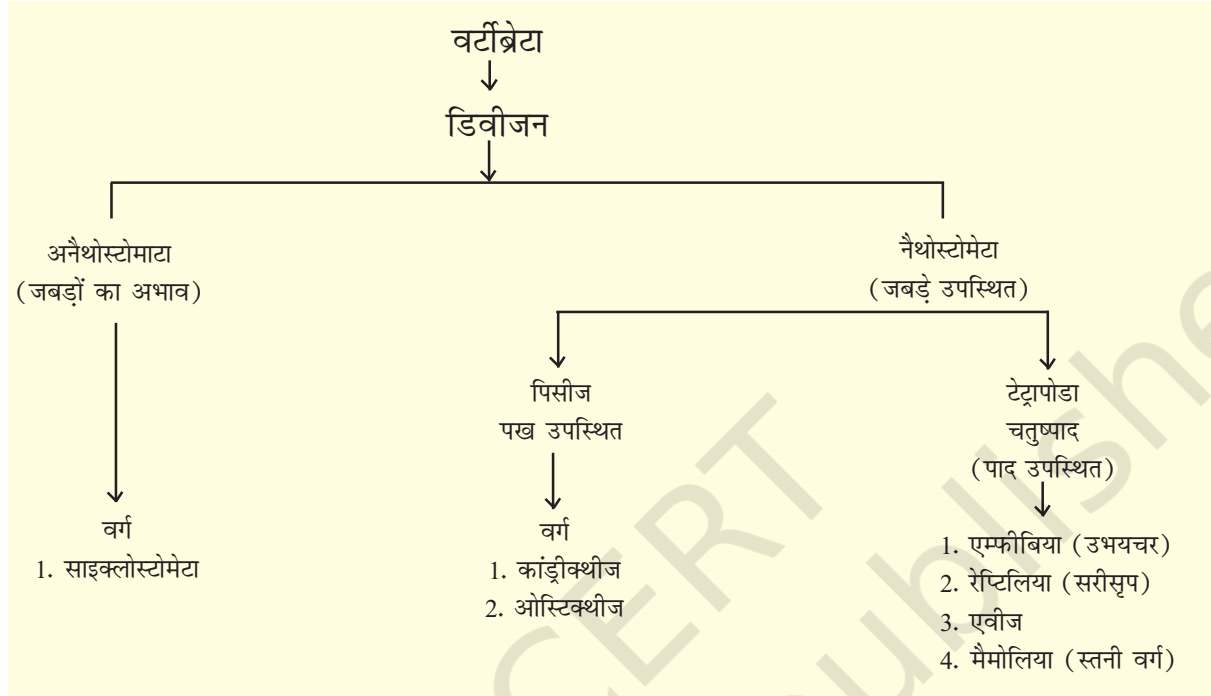 वर्टीब्रेटा
डिवीजन
अनैथोस्टोमाटा
(जबड़ों का अभाव)
नैथोस्टोमेटा
(जबड़े उपस्थित)
पिसीज
पख उपस्थित
टेट्रापोडा
चतुष्पाद
(पाद उपस्थित)
वर्ग
1. साइक्लोस्टोमेटा
वर्ग
1. कांड्रीक्थीज
2. ओस्टिक्थीज
1. एम्फीबिया (उभयचर)
2. रेप्टिलिया (सरीसृप)
3. एवीज
4. मैमोलिया (स्तनी वर्ग)